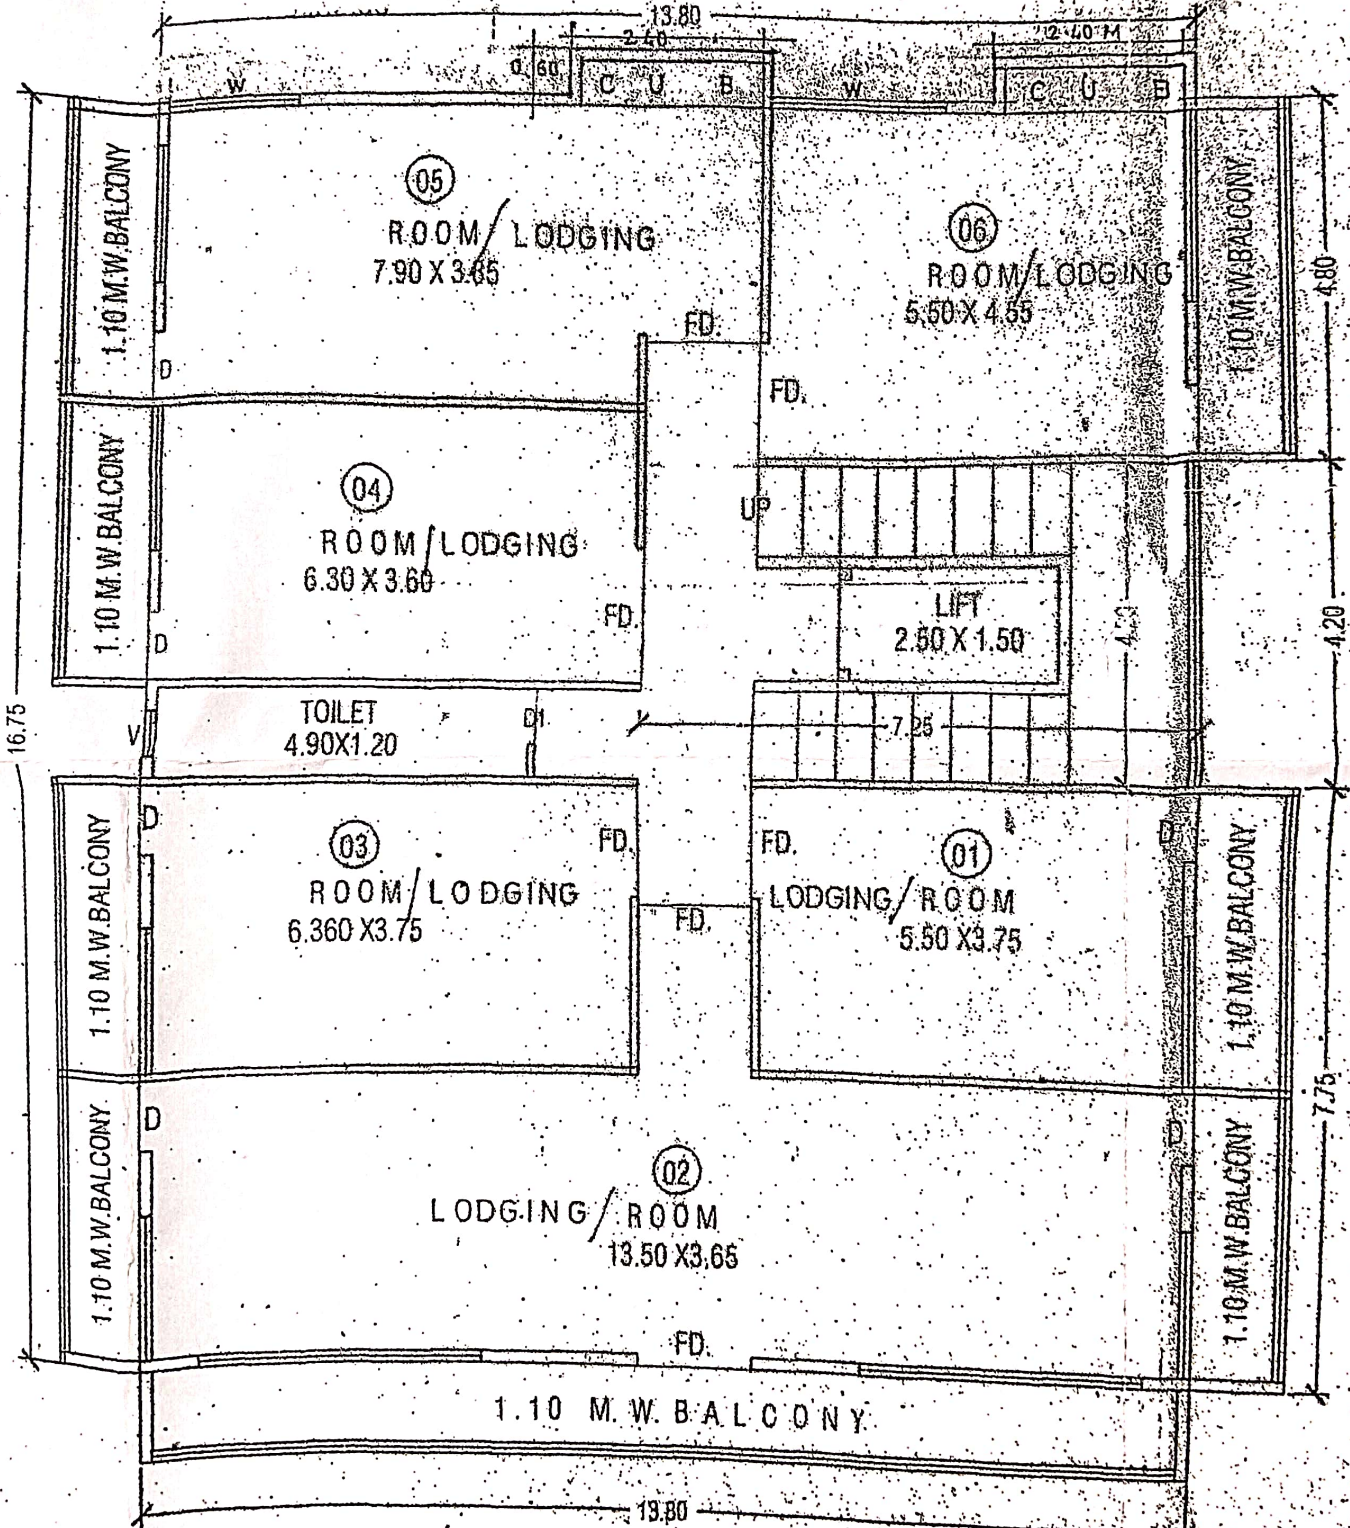 13.80
2.40
2.40 M
0.60
W
C U B
W
C U B
05
ROOM/LODGING
7.90 X 3.65
1.10 M.W.BALCONY
06
ROOM/LODGING
5.50 X 4.55
1.10 M.W.BALCONY
4.80
FD.
D
FD.
04
ROOM/LODGING
6.30 X 3.60
1.10 M.W.BALCONY
UP
LIFT
2.50 X 1.50
4.20
FD.
D
16.75
TOILET
4.90X1.20
V
D1
7.25
D
03
ROOM/LODGING
6.360 X3.75
1.10 M.W.BALCONY
FD.
FD.
01
LODGING/ROOM
5.50 X3.75
D
1.10 M.W.BALCONY
FD.
7.75
D
D
1.10 M.W.BALCONY
02
LODGING/ROOM
13.50 X3.65
1.10 M.W.BALCONY
FD.
1.10 M.W.BALCONY
13.80